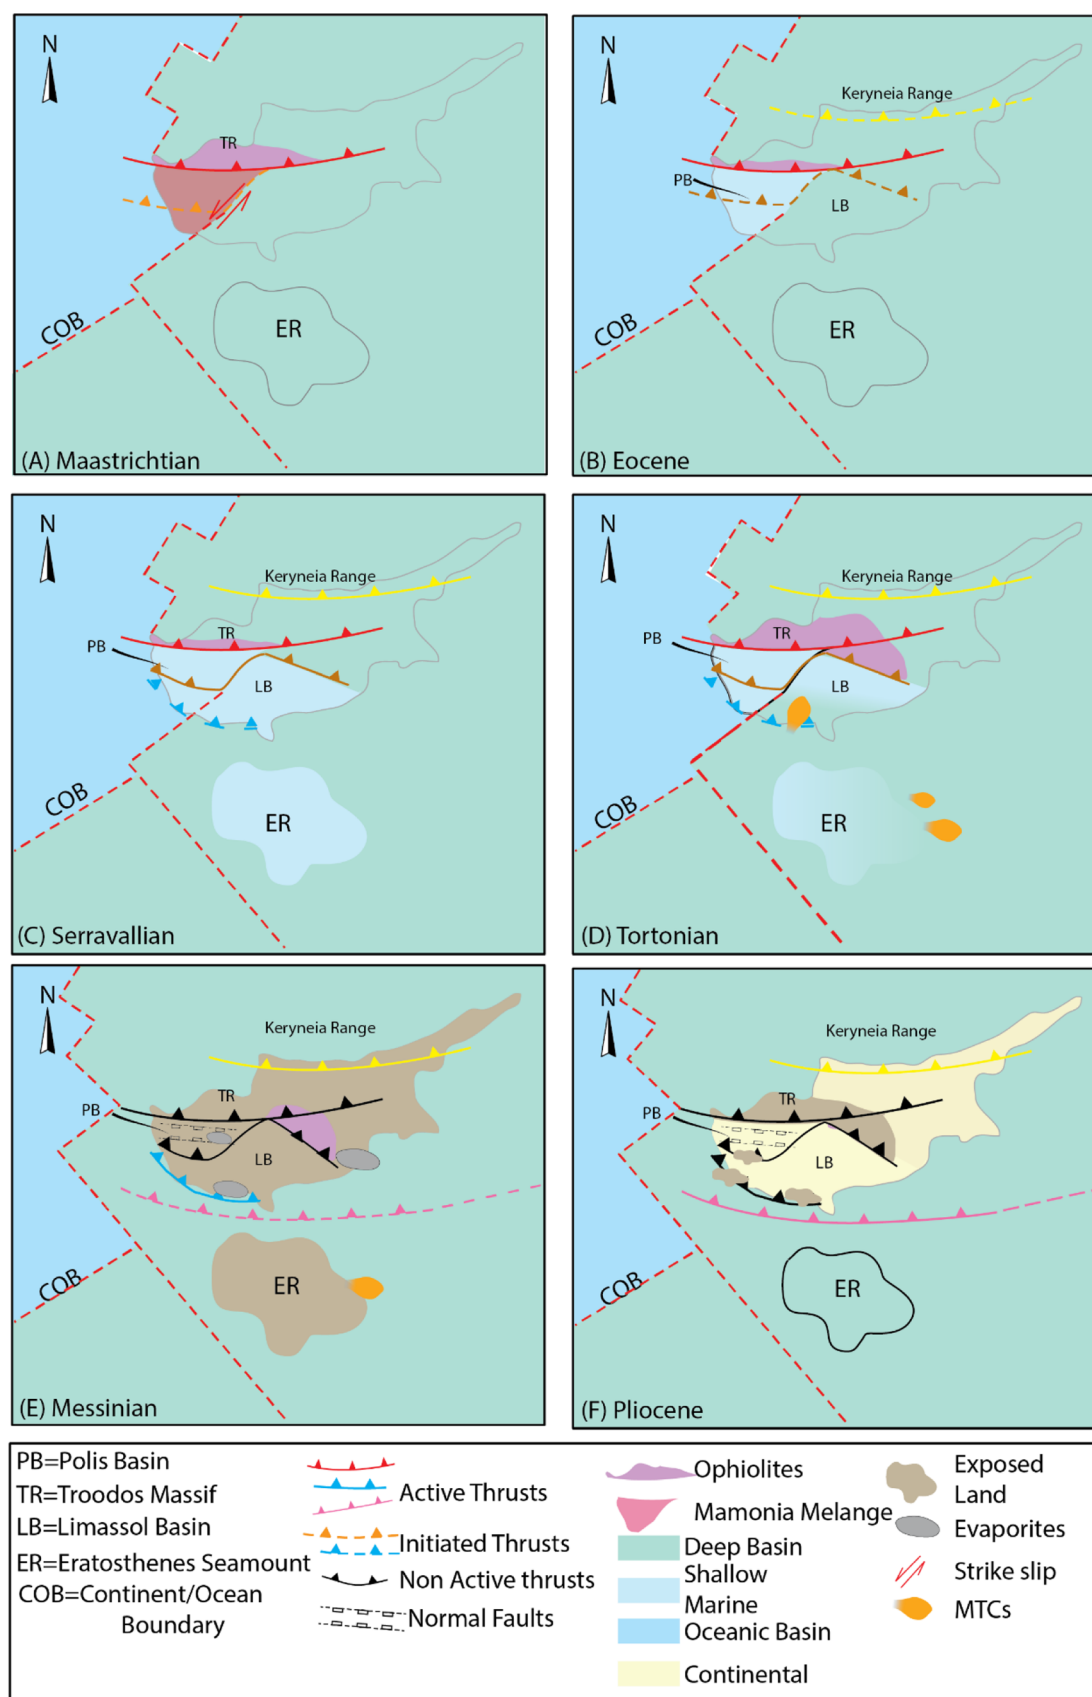 N
TR
COB
ER
(A) Maastrichtian
N
Keryneia Range
TR
PB
LB
COB
ER
(B) Eocene
N
Keryneia Range
TR
PB
LB
COB
ER
(C) Serravallian
N
Keryneia Range
TR
PB
LB
COB
ER
(D) Tortonian
N
Keryneia Range
TR
PB
LB
COB
ER
(E) Messinian
N
Keryneia Range
TR
PB
LB
COB
ER
(F) Pliocene
PB=Polis Basin
TR=Troodos Massif
LB=Limassol Basin
ER=Eratosthenes Seamount
COB=Continent/Ocean
Boundary
Active Thrusts
Initiated Thrusts
Non Active thrusts
Normal Faults
Ophiolites
Mamonia Melange
Deep Basin
Shallow
Marine
Oceanic Basin
Continental
Exposed
Land
Evaporites
Strike slip
MTCs